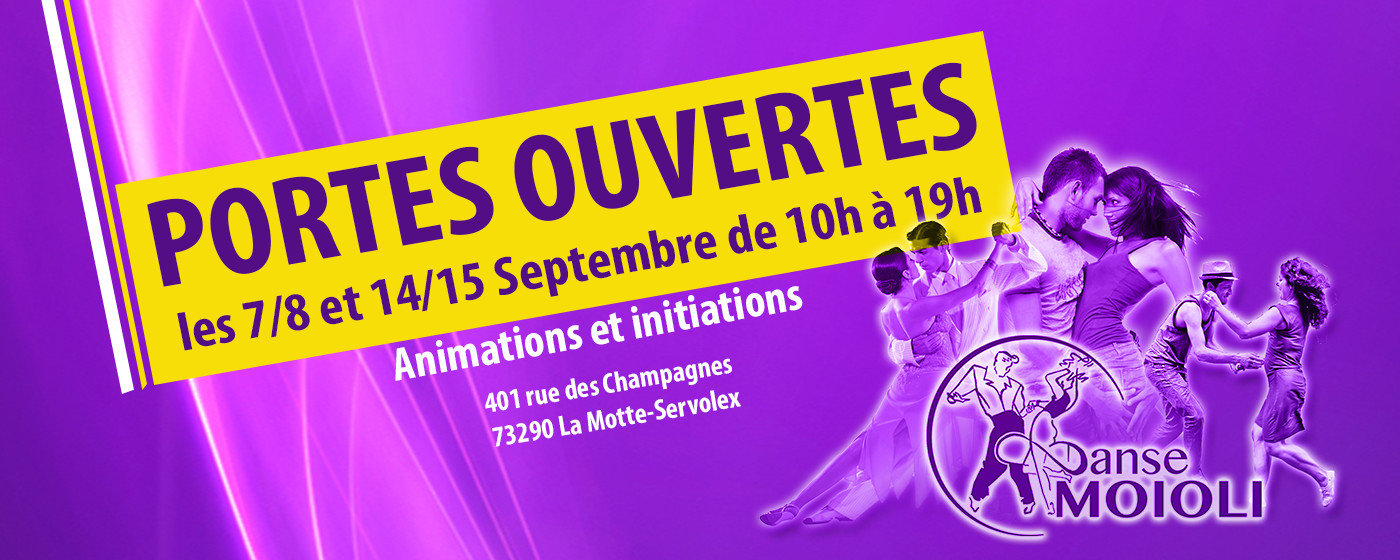 PORTES OUVERTES
les 7/8 et 14/15 Septembre de 10h à 19h
Animations et initiations
401 rue des Champagnes
73290 La Motte-Servolex
Danse
MOIOLI